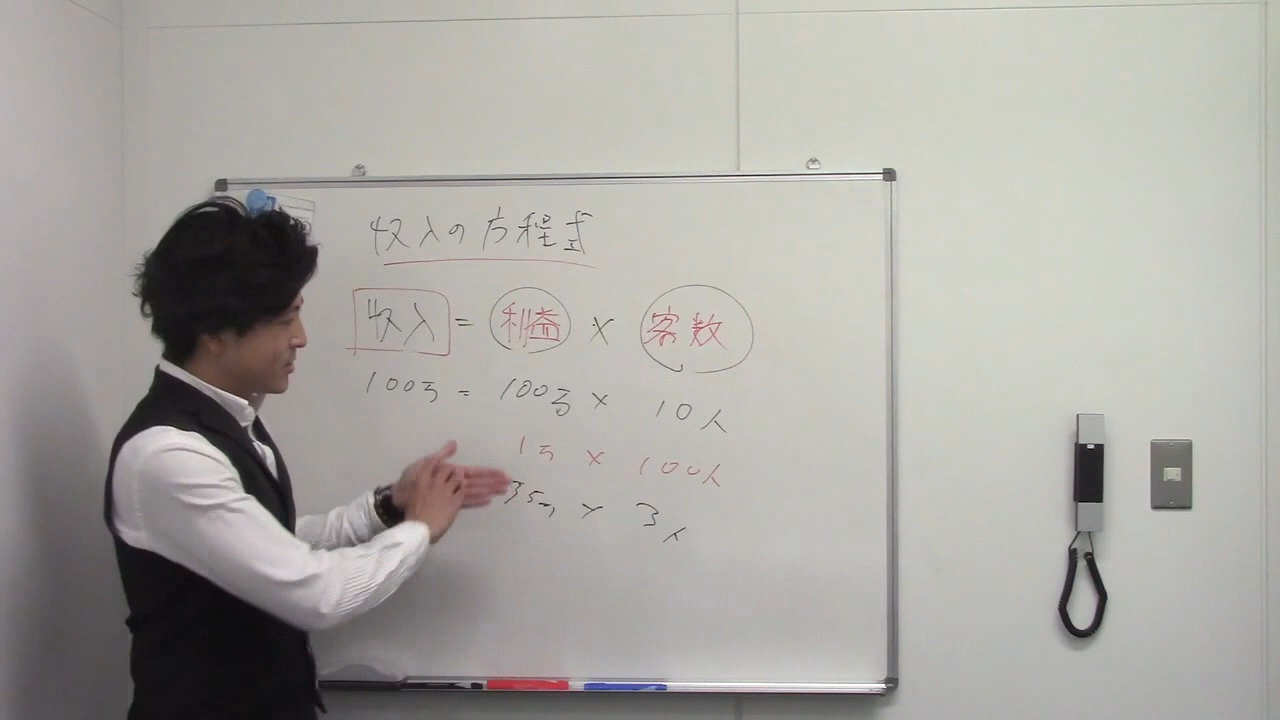 収入の方程式
収入 = 利益 × 客数
100万 = 100万 × 10人
1万 × 100人
35万 × 3人